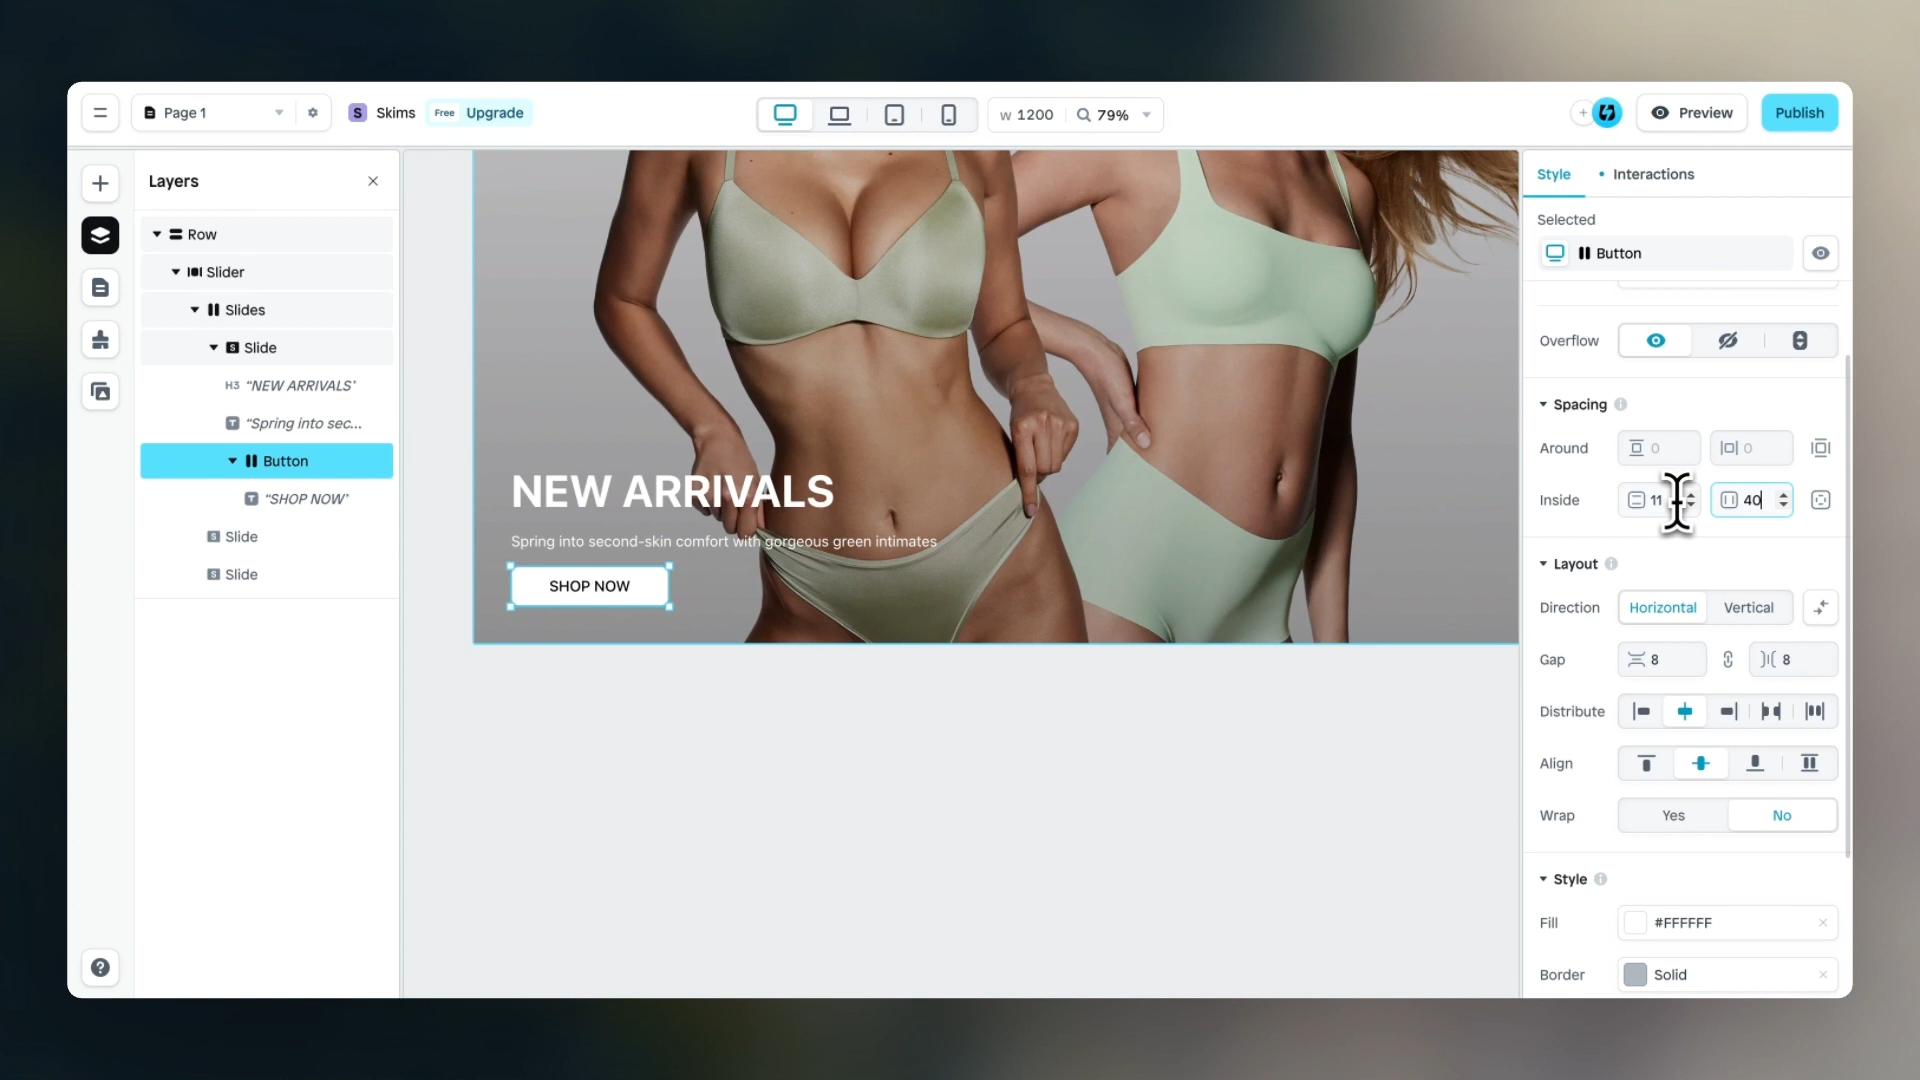 Page 1
S Skims
Free Upgrade
W 1200
79%
Preview
Publish
Layers
Row
Slider
Slides
S Slide
H3 “NEW ARRIVALS”
T “Spring into sec...
Button
T “SHOP NOW”
S Slide
S Slide
NEW ARRIVALS
Spring into second-skin comfort with gorgeous green intimates
SHOP NOW
Style
Interactions
Selected
Button
Overflow
Spacing
Around 0 0
Inside 11 40
Layout
Direction Horizontal Vertical
Gap 8 8
Distribute
Align
Wrap Yes No
Style
Fill #FFFFFF
Border Solid